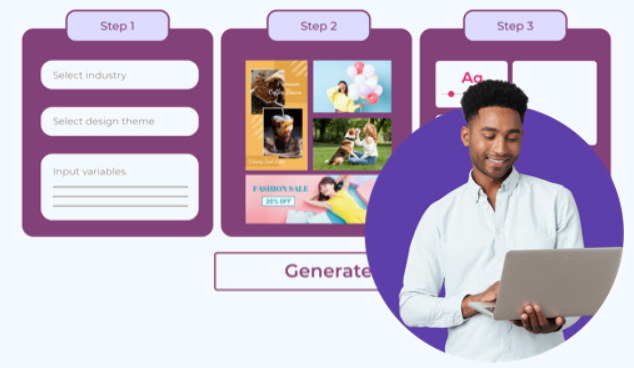 Step 1
Step 2
Step 3
Select industry
Select design theme
Input variables.
Premium
FASHION SALE
20% OFF
Aa
Generate